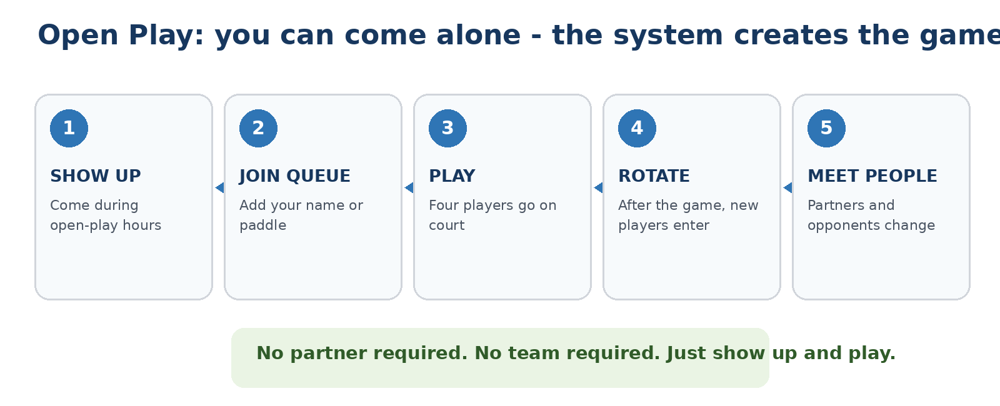 Open Play: you can come alone - the system creates the game
1
SHOW UP
Come during
open-play hours
2
JOIN QUEUE
Add your name or
paddle
3
PLAY
Four players go on
court
4
ROTATE
After the game, new
players enter
5
MEET PEOPLE
Partners and
opponents change
No partner required. No team required. Just show up and play.